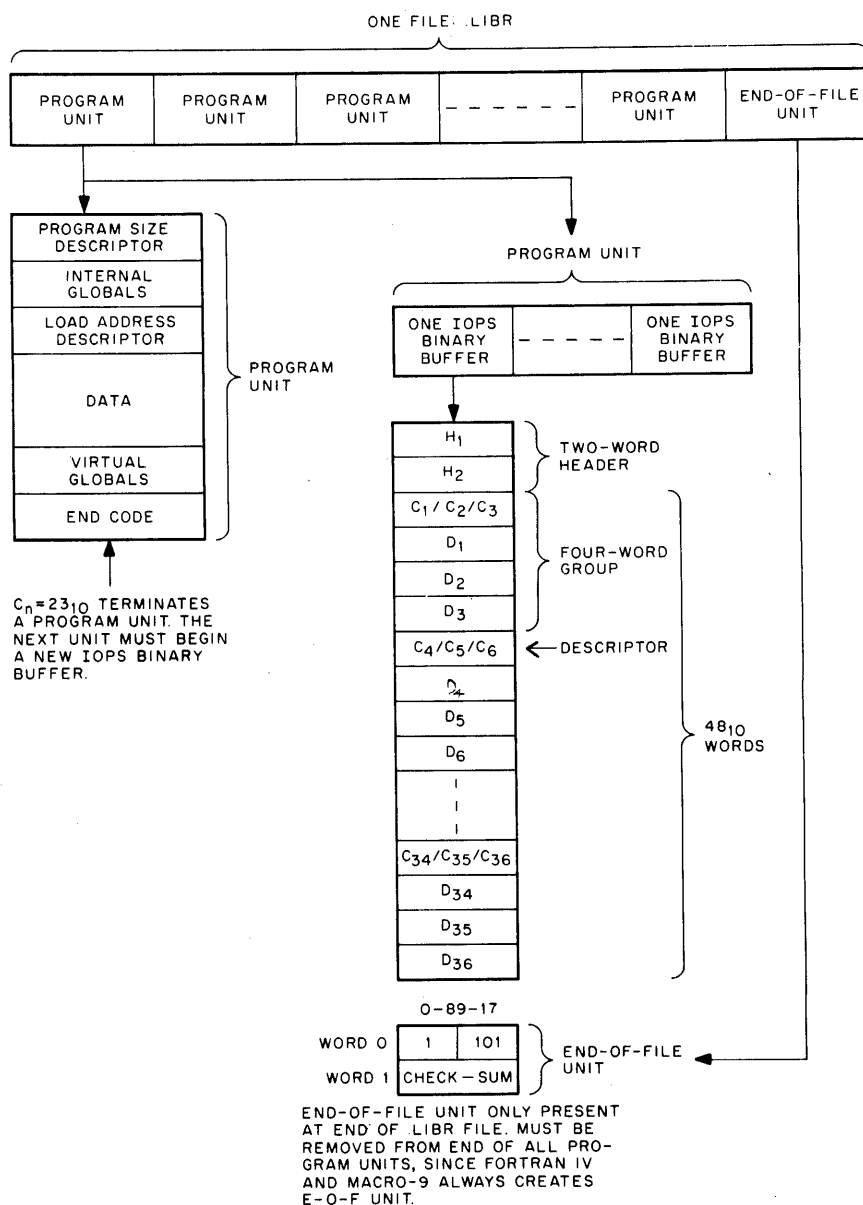 ONE FILE: .LIBR
PROGRAM UNIT
PROGRAM UNIT
PROGRAM UNIT
PROGRAM UNIT
END-OF-FILE UNIT
PROGRAM SIZE DESCRIPTOR
INTERNAL GLOBALS
LOAD ADDRESS DESCRIPTOR
DATA
VIRTUAL GLOBALS
END CODE
PROGRAM UNIT
Cn=23₁₀ TERMINATES
A PROGRAM UNIT. THE
NEXT UNIT MUST BEGIN
A NEW IOPS BINARY
BUFFER.
PROGRAM UNIT
ONE IOPS BINARY BUFFER
ONE IOPS BINARY BUFFER
H₁
H₂
TWO-WORD HEADER
C₁/C₂/C₃
D₁
D₂
D₃
FOUR-WORD GROUP
C₄/C₅/C₆
DESCRIPTOR
D₄
D₅
D₆
48₁₀ WORDS
C₃₄/C₃₅/C₃₆
D₃₄
D₃₅
D₃₆
0-89-17
WORD 0 1 101
WORD 1 CHECK-SUM
END-OF-FILE UNIT
END-OF-FILE UNIT ONLY PRESENT
AT END OF .LIBR FILE. MUST BE
REMOVED FROM END OF ALL PRO-
GRAM UNITS, SINCE FORTRAN IV
AND MACRO-9 ALWAYS CREATES
E-O-F UNIT.